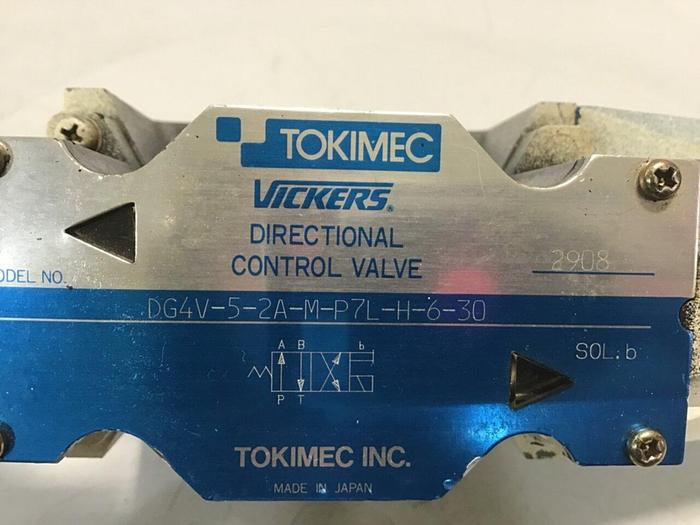 TOKIMEC
VICKERS®
DIRECTIONAL
CONTROL VALVE
2908
ODEL NO.
DG4V-5-2A-M-P7L-H-6-30
A B b
P T
SOL.b
TOKIMEC INC.
MADE IN JAPAN